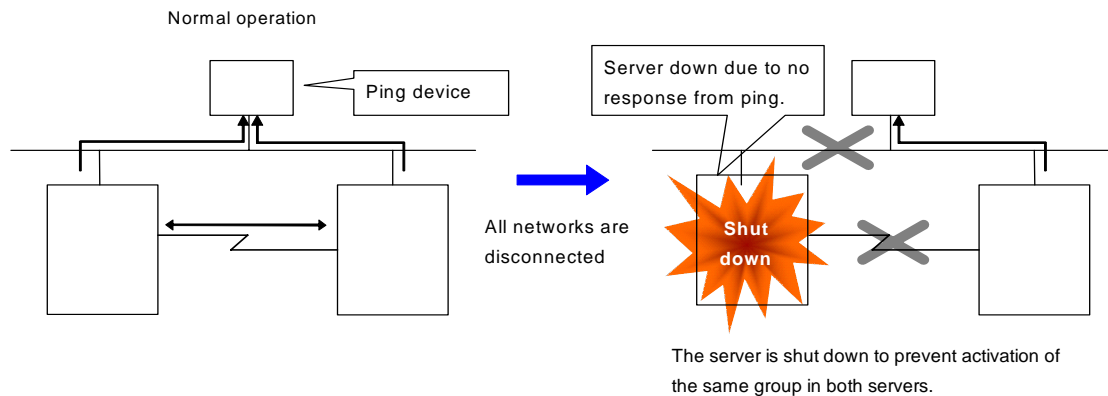 Normal operation
Ping device
All networks are
disconnected
Server down due to no
response from ping.
Shut
down
The server is shut down to prevent activation of
the same group in both servers.